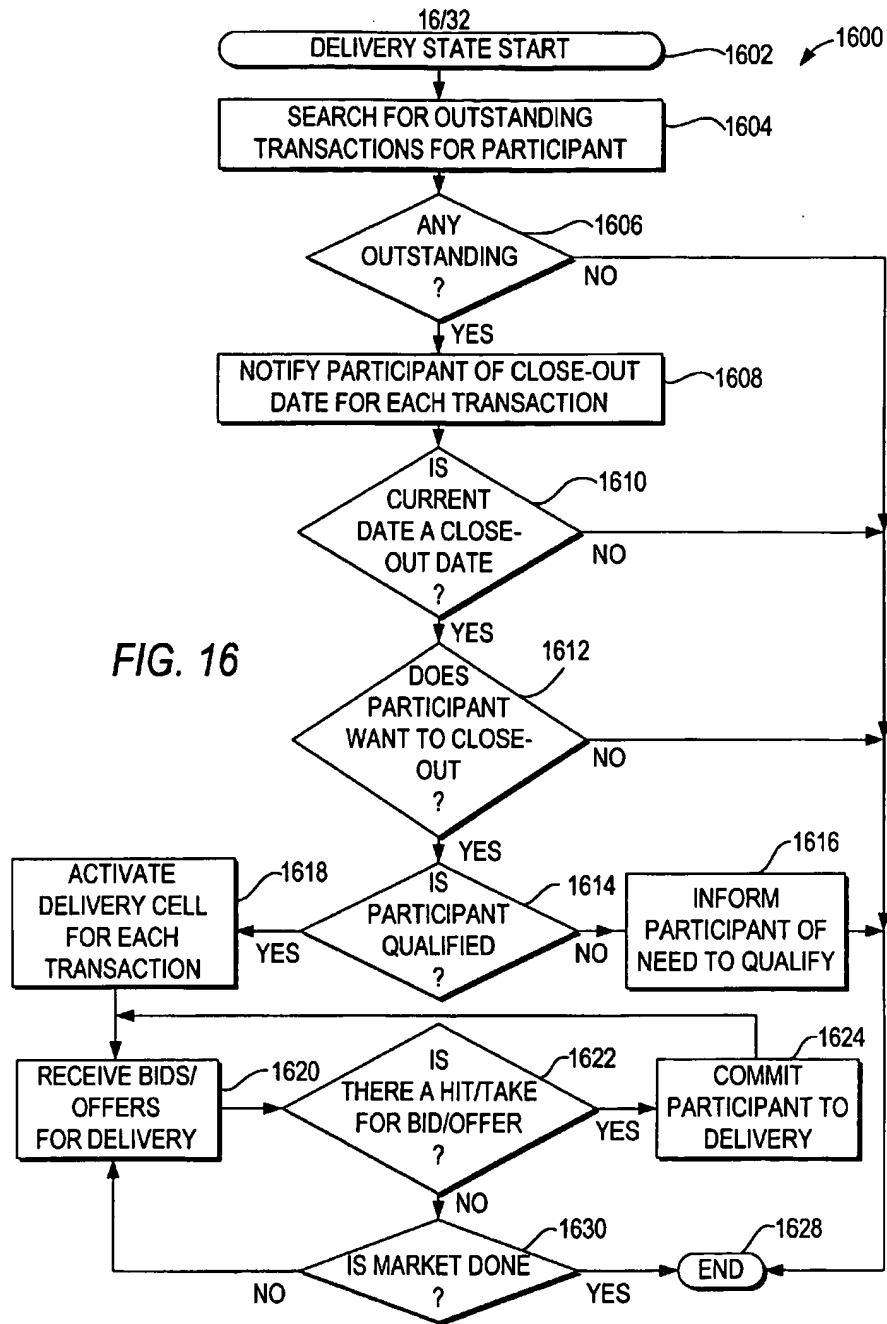 16/32
DELIVERY STATE START
1602
1600
SEARCH FOR OUTSTANDING
TRANSACTIONS FOR PARTICIPANT
1604
ANY
OUTSTANDING
?
1606
NO
YES
NOTIFY PARTICIPANT OF CLOSE-OUT
DATE FOR EACH TRANSACTION
1608
IS
CURRENT
DATE A CLOSE-
OUT DATE
?
1610
NO
YES
FIG. 16
DOES
PARTICIPANT
WANT TO CLOSE-
OUT
?
1612
NO
YES
IS
PARTICIPANT
QUALIFIED
?
1614
YES
NO
ACTIVATE
DELIVERY CELL
FOR EACH
TRANSACTION
1618
INFORM
PARTICIPANT OF
NEED TO QUALIFY
1616
RECEIVE BIDS/
OFFERS
FOR DELIVERY
1620
IS
THERE A HIT/TAKE
FOR BID/OFFER
?
1622
YES
NO
COMMIT
PARTICIPANT TO
DELIVERY
1624
IS MARKET DONE
?
1630
NO
YES
END
1628